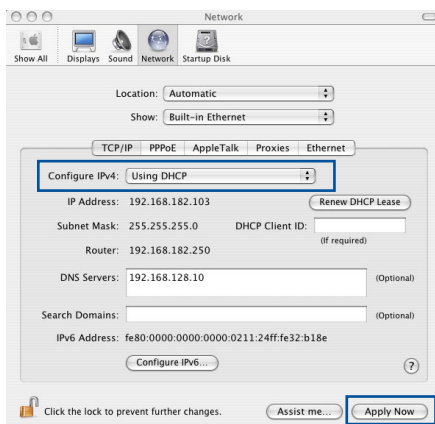 Network
Show All Displays Sound Network Startup Disk
Location: Automatic
Show: Built-in Ethernet
TCP/IP PPPoE AppleTalk Proxies Ethernet
Configure IPv4: Using DHCP
IP Address: 192.168.182.103 Renew DHCP Lease
Subnet Mask: 255.255.255.0 DHCP Client ID:
(If required)
Router: 192.168.182.250
DNS Servers: 192.168.128.10 (Optional)
Search Domains: (Optional)
IPv6 Address: fe80:0000:0000:0000:0211:24ff:fe32:b18e
Configure IPv6... ?
Click the lock to prevent further changes. Assist me... Apply Now